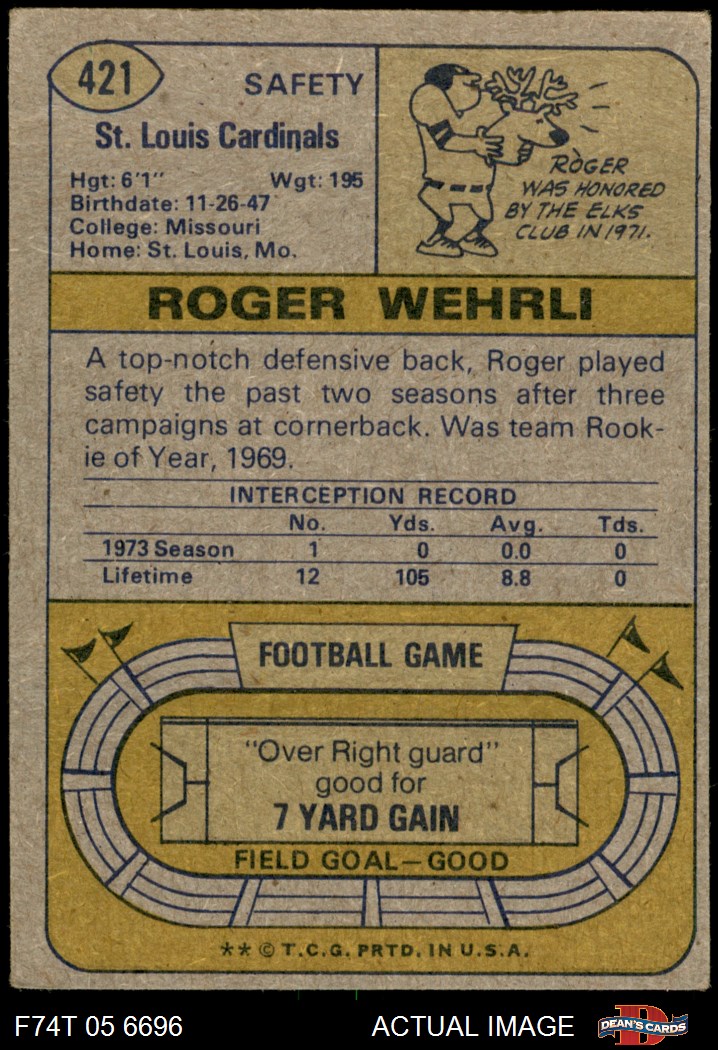 421
SAFETY
St. Louis Cardinals
Hgt: 6'1" Wgt: 195
Birthdate: 11-26-47
College: Missouri
Home: St. Louis, Mo.
ROGER
WAS HONORED
BY THE ELKS
CLUB IN 1971.
ROGER WEHRLI
A top-notch defensive back, Roger played
safety the past two seasons after three
campaigns at cornerback. Was team Rook-
ie of Year, 1969.
INTERCEPTION RECORD
No. Yds. Avg. Tds.
1973 Season 1 0 0.0 0
Lifetime 12 105 8.8 0
FOOTBALL GAME
"Over Right guard"
good for
7 YARD GAIN
FIELD GOAL—GOOD
** © T.C.G. PRTD. IN U.S.A.
F74T 05 6696 ACTUAL IMAGE DEAN'S CARDS